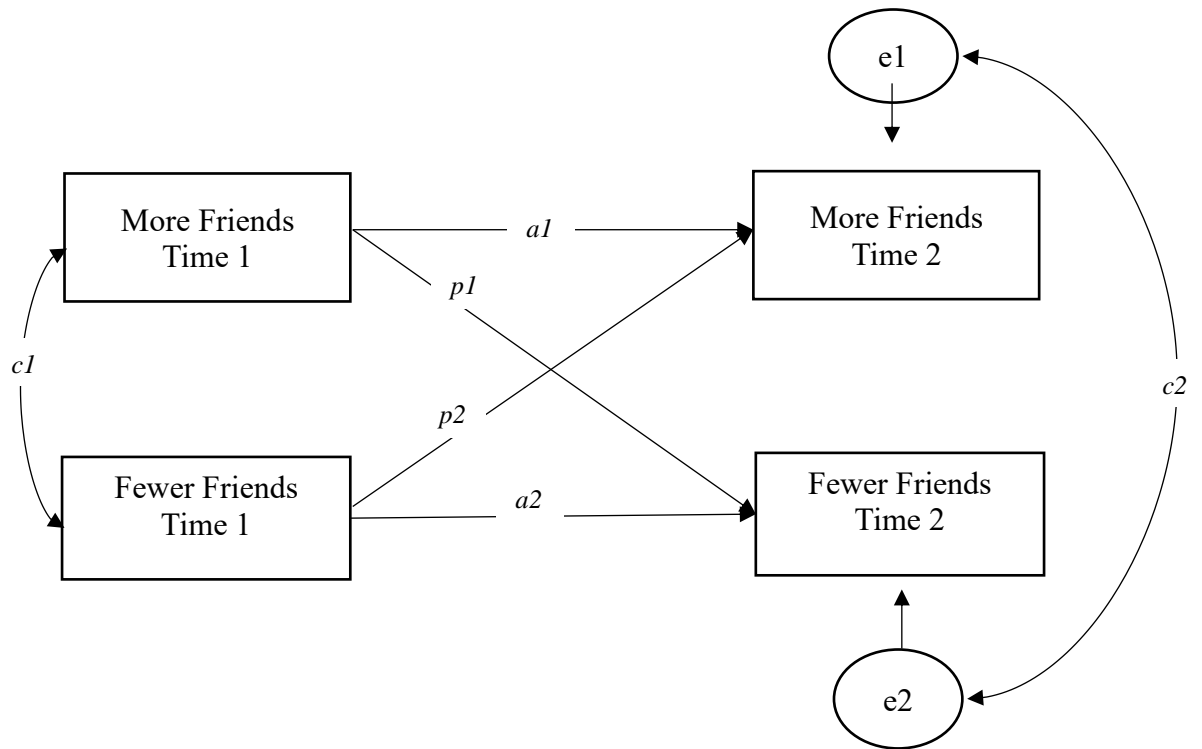 e1
More Friends
Time 1
a1
More Friends
Time 2
p1
c1
c2
p2
Fewer Friends
Time 1
a2
Fewer Friends
Time 2
e2